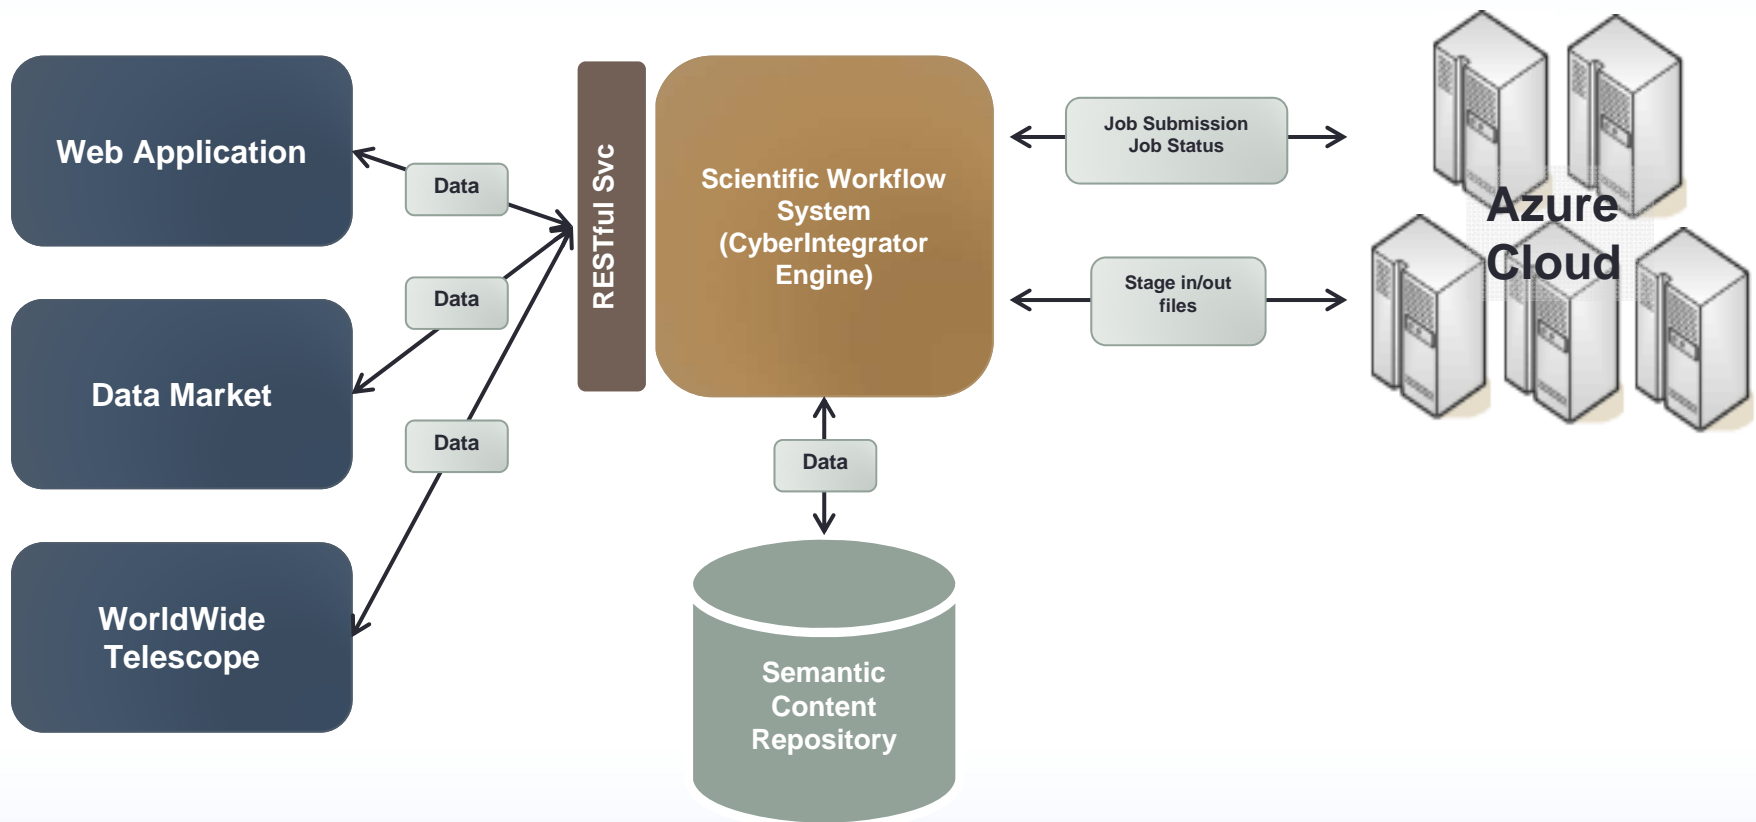 Web Application
Data
Data Market
Data
WorldWide
Telescope
Data
RESTful Svc
Scientific Workflow
System
(CyberIntegrator
Engine)
Data
Semantic
Content
Repository
Job Submission
Job Status
Stage in/out
files
Azure
Cloud